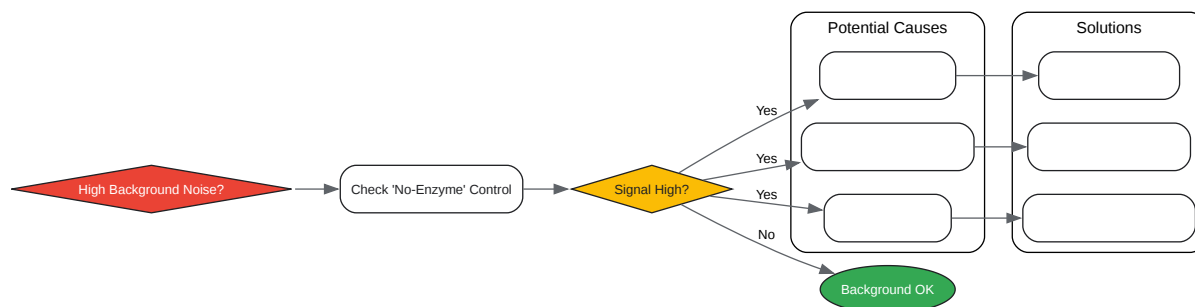 Potential Causes
Solutions
Yes
High Background Noise?
Check 'No-Enzyme' Control
Signal High?
Yes
Yes
No
Background OK